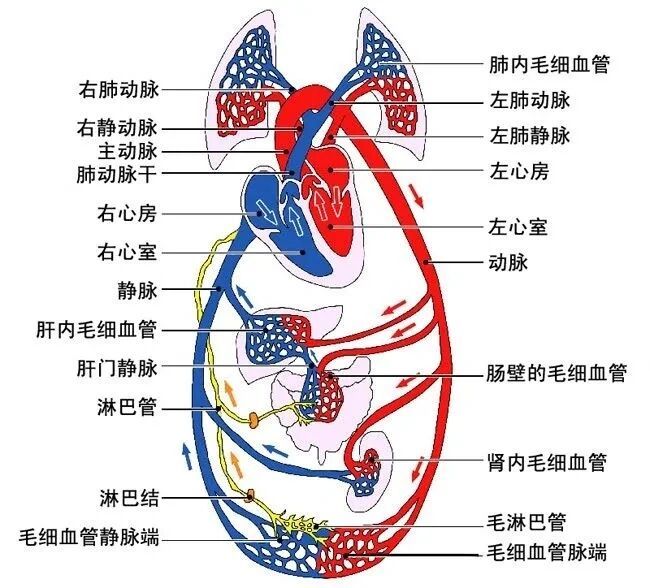 肺内毛细血管
右肺动脉
左肺动脉
右静动脉
左肺静脉
主动脉
肺动脉干
左心房
右心房
左心室
右心室
动脉
静脉
肝内毛细血管
肝门静脉
肠壁的毛细血管
淋巴管
肾内毛细血管
淋巴结
毛淋巴管
毛细血管静脉端
毛细血管脉端